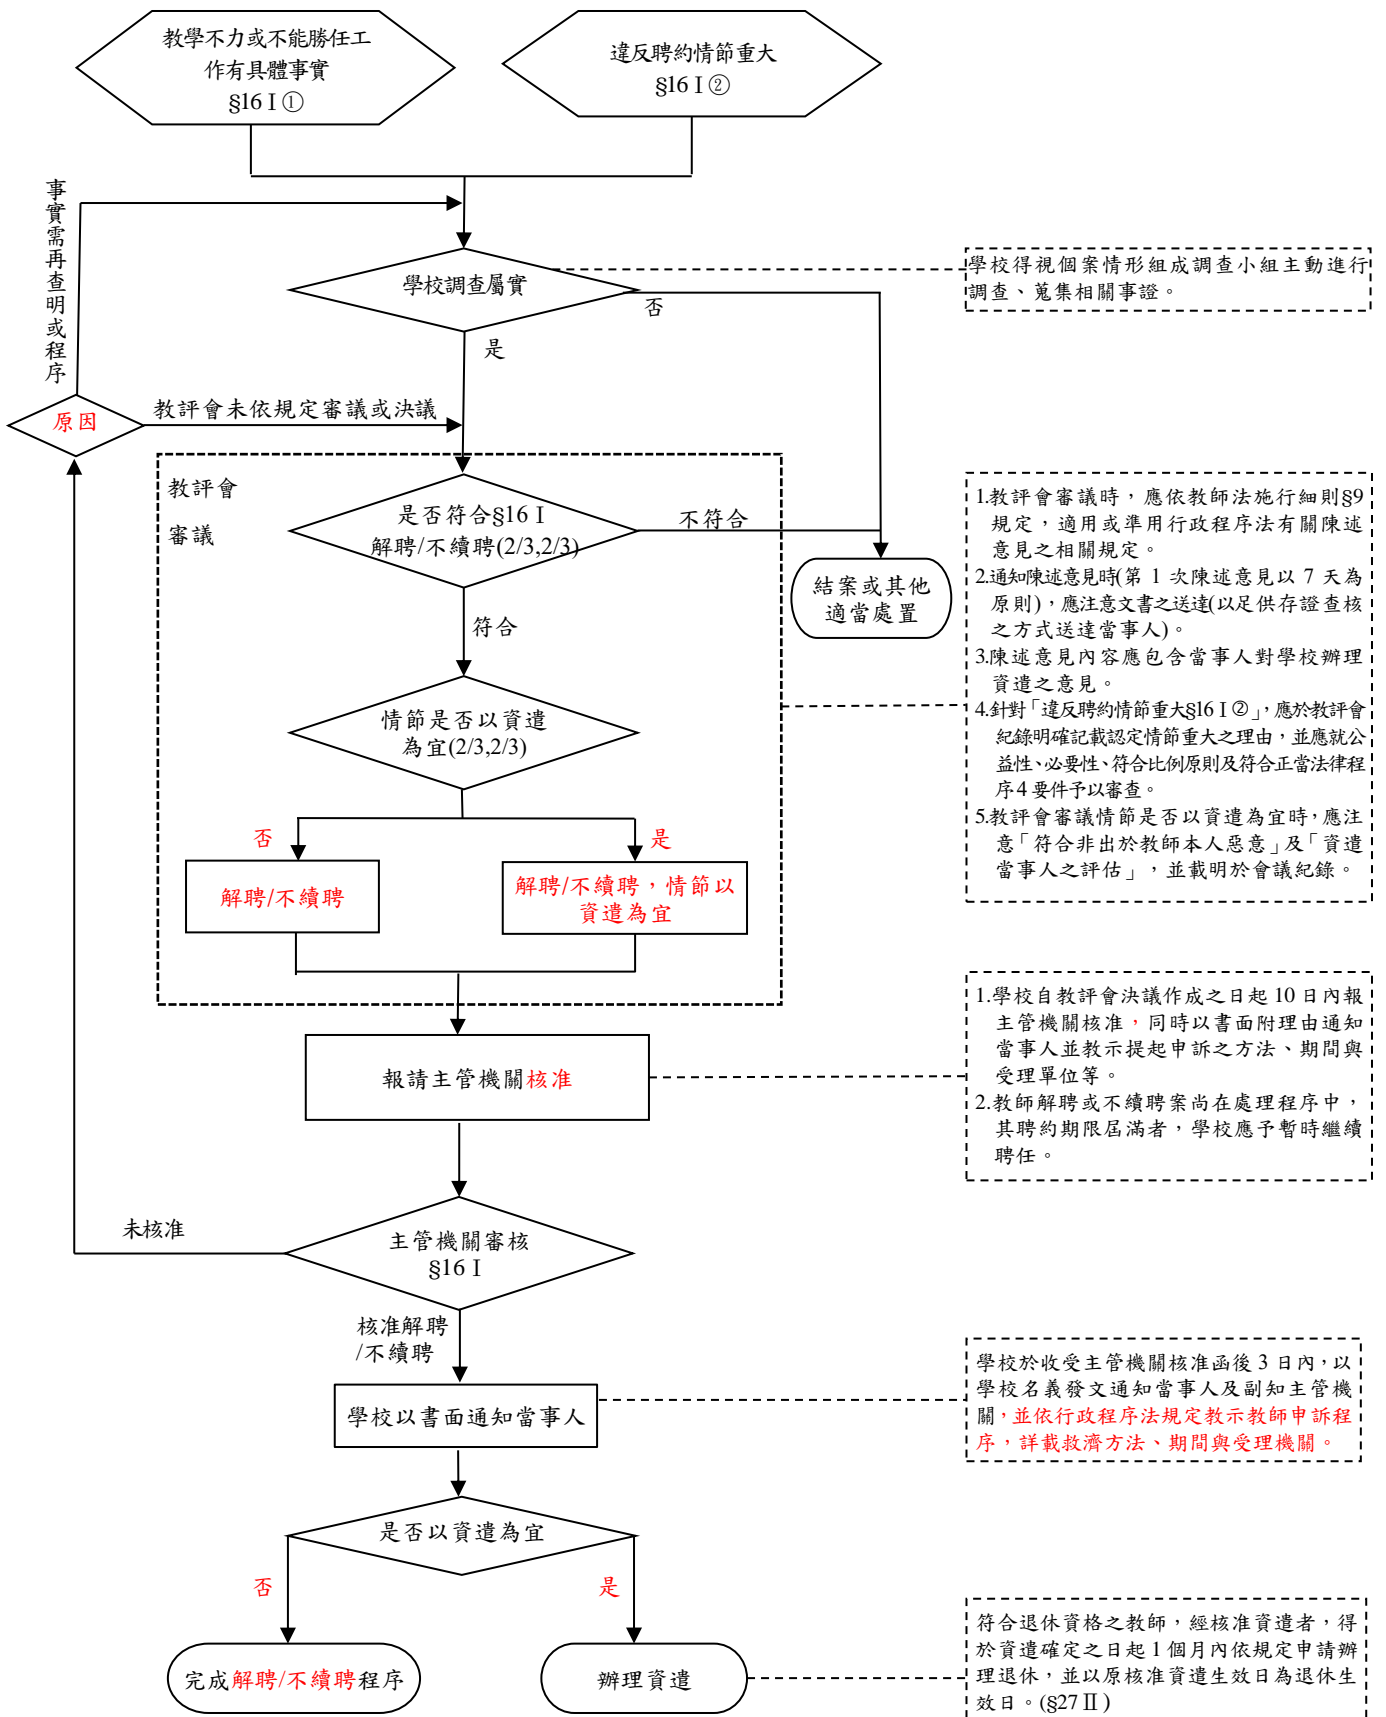 教學不力或不能勝任工
作有具體事實
§16 I ①
違反聘約情節重大
§16 I ②
事實需再查明或程序
學校調查屬實
否
是
學校得視個案情形組成調查小組主動進行
調查、蒐集相關事證。
原因
教評會未依規定審議或決議
教評會
審議
是否符合§16 I
解聘/不續聘(2/3,2/3)
不符合
結案或其他
適當處置
符合
情節是否以資遣
為宜(2/3,2/3)
否
是
解聘/不續聘
解聘/不續聘，情節以
資遣為宜
1.教評會審議時，應依教師法施行細則§9
規定，適用或準用行政程序法有關陳述
意見之相關規定。
2.通知陳述意見時(第 1 次陳述意見以 7 天為
原則)，應注意文書之送達(以足供存證查核
之方式送達當事人)。
3.陳述意見內容應包含當事人對學校辦理
資遣之意見。
4.針對「違反聘約情節重大§16 I ②」，應於教評會
紀錄明確記載認定情節重大之理由，並應就公
益性、必要性、符合比例原則及符合正當法律程
序 4 要件予以審查。
5.教評會審議情節是否以資遣為宜時，應注
意「符合非出於教師本人惡意」及「資遣
當事人之評估」，並載明於會議紀錄。
報請主管機關核准
1.學校自教評會決議作成之日起 10 日內報
主管機關核准，同時以書面附理由通知
當事人並教示提起申訴之方法、期間與
受理單位等。
2.教師解聘或不續聘案尚在處理程序中，
其聘約期限屆滿者，學校應予暫時繼續
聘任。
未核准
主管機關審核
§16 I
核准解聘
/不續聘
學校以書面通知當事人
學校於收受主管機關核准函後 3 日內，以
學校名義發文通知當事人及副知主管機
關，並依行政程序法規定教示教師申訴程
序，詳載救濟方法、期間與受理機關。
是否以資遣為宜
否
是
完成解聘/不續聘程序
辦理資遣
符合退休資格之教師，經核准資遣者，得
於資遣確定之日起 1 個月內依規定申請辦
理退休，並以原核准資遣生效日為退休生
效日。(§27 II )